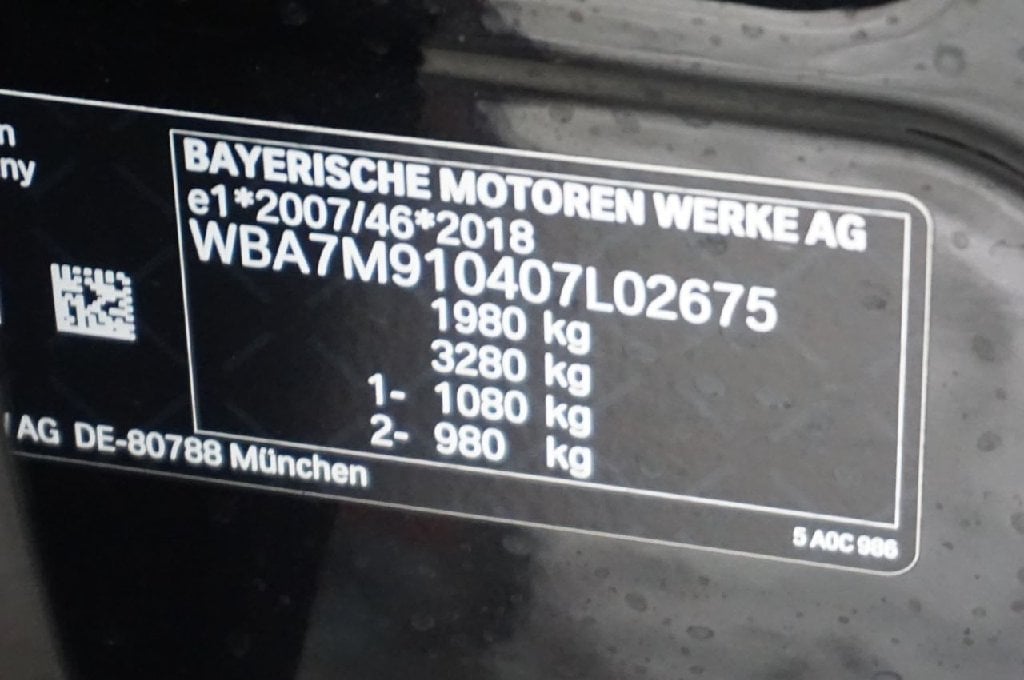 n
ny
BAYERISCHE MOTOREN WERKE AG
e1*2007/46*2018
WBA7M910407L02675
1980 kg
3280 kg
1- 1080 kg
2- 980 kg
AG DE-80788 München
5 A0C 986